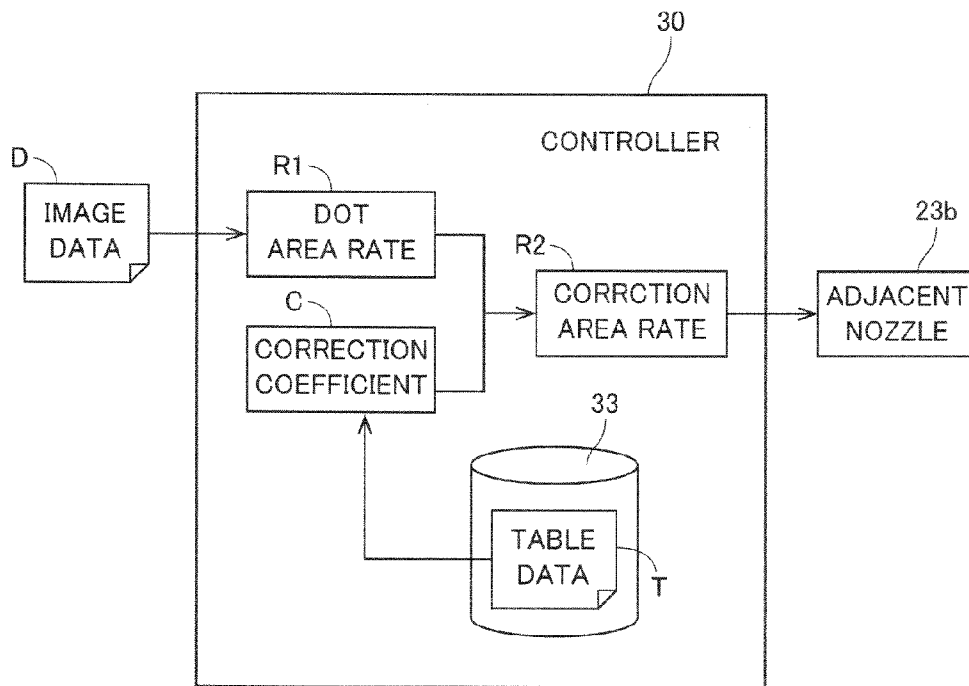 30
CONTROLLER
D
IMAGE
DATA
R1
DOT
AREA RATE
R2
CORRCTION
AREA RATE
23b
ADJACENT
NOZZLE
C
CORRECTION
COEFFICIENT
33
TABLE
DATA
T